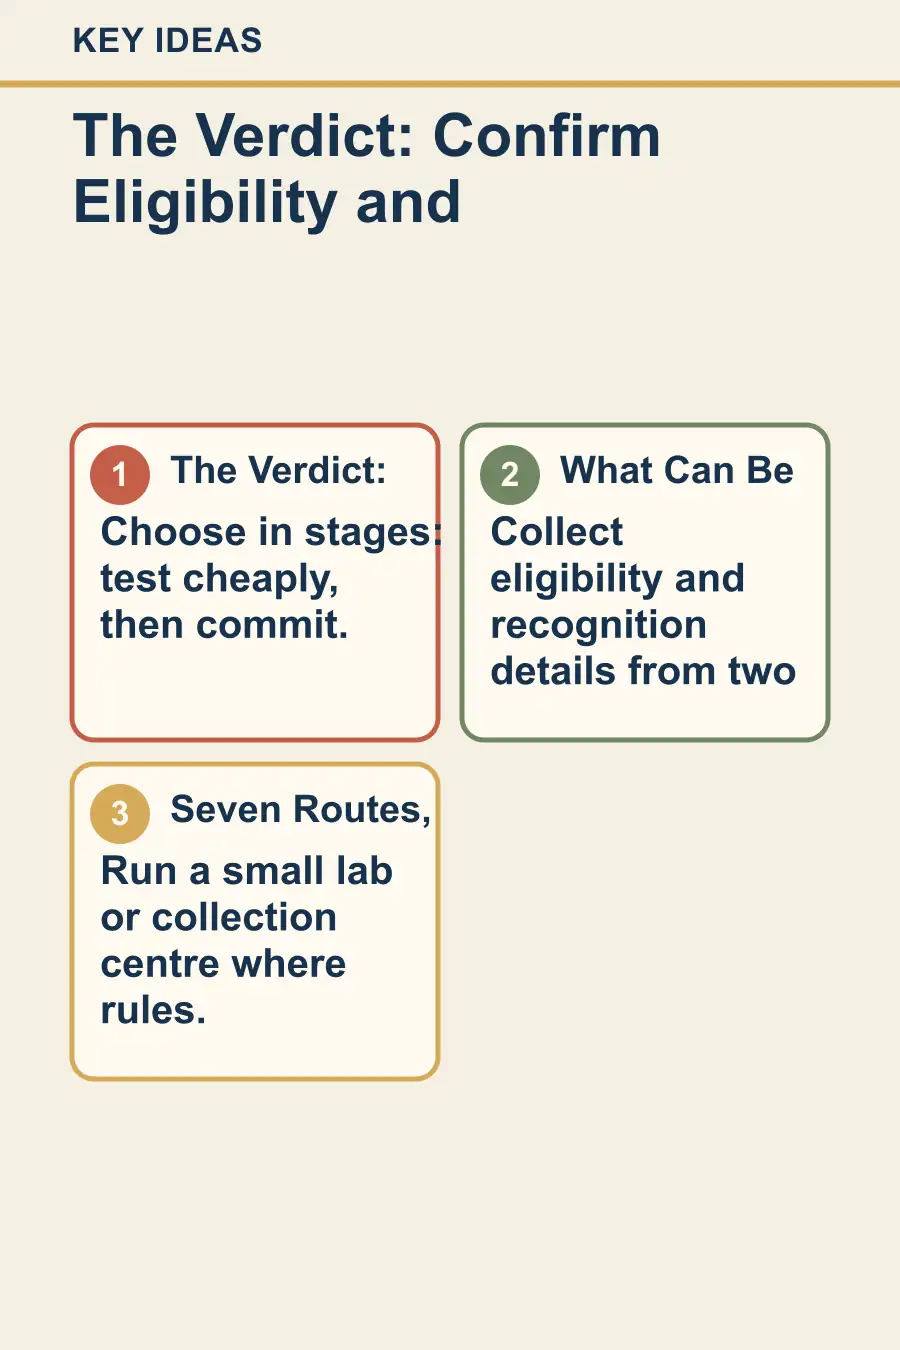 KEY IDEAS
The Verdict: Confirm
Eligibility and
1 The Verdict:
Choose in stages:
test cheaply,
then commit.
2 What Can Be
Collect
eligibility and
recognition
details from two
3 Seven Routes,
Run a small lab
or collection
centre where
rules.